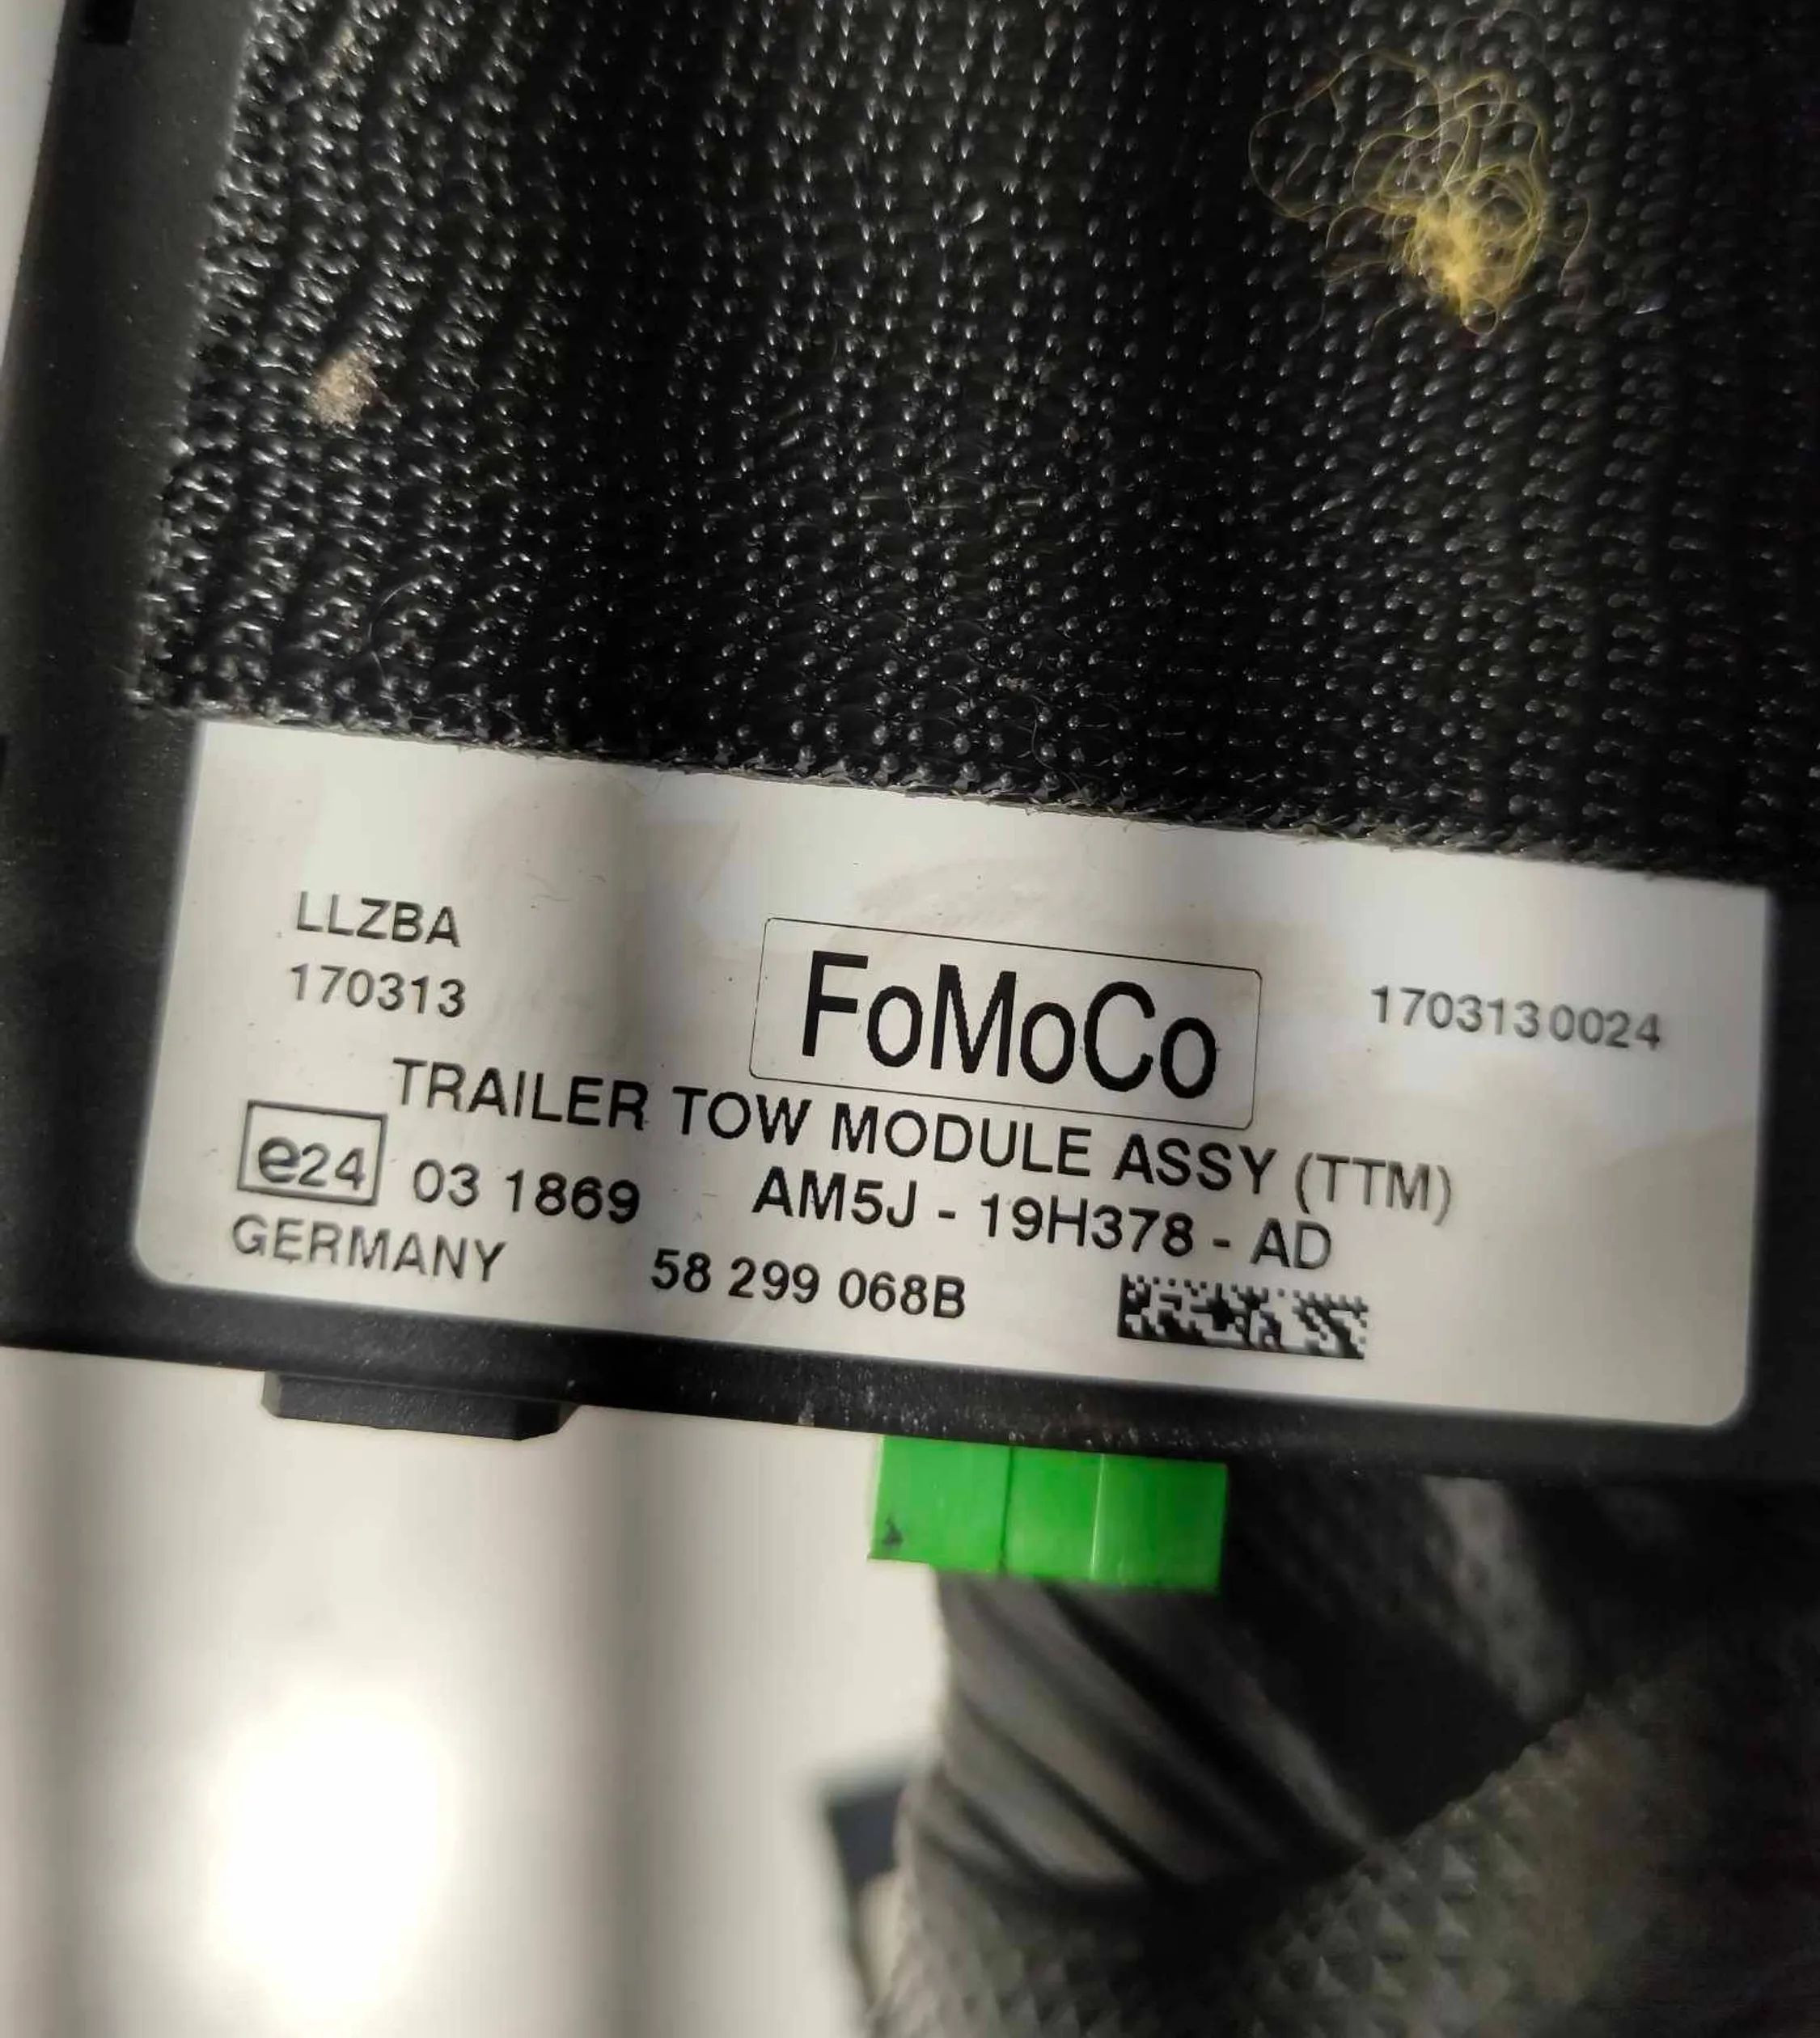 LLZBA
170313
FoMoCo
1703130024
TRAILER TOW MODULE ASSY (TTM)
e24 03 1869 AM5J - 19H378 - AD
GERMANY 58 299 068B